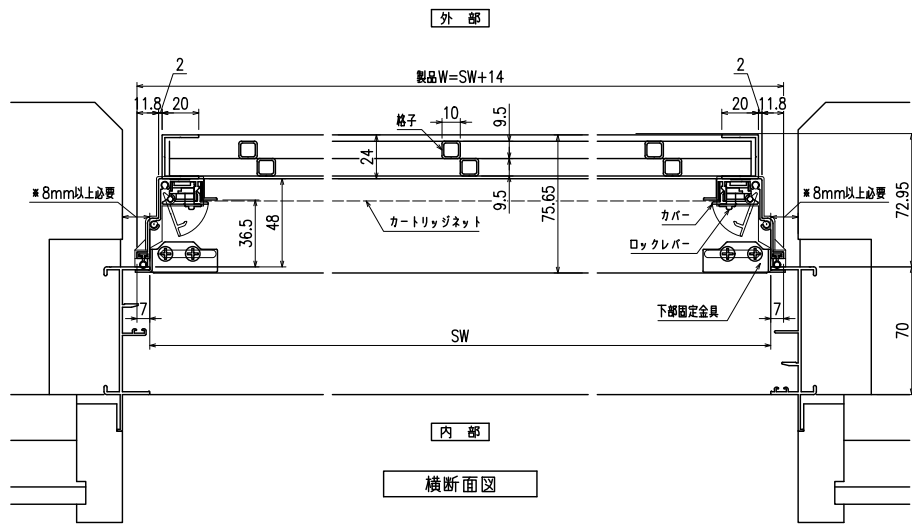 外 部
2
製品W=SW+14
2
11.8
20
10
9.5
20
11.8
格子
24
※8mm以上必要
9.5
75.65
※8mm以上必要
72.95
カートリッジネット
カバー
36.5
48
ロックレバー
下部固定金具
7
7
SW
70
内 部
横断面図